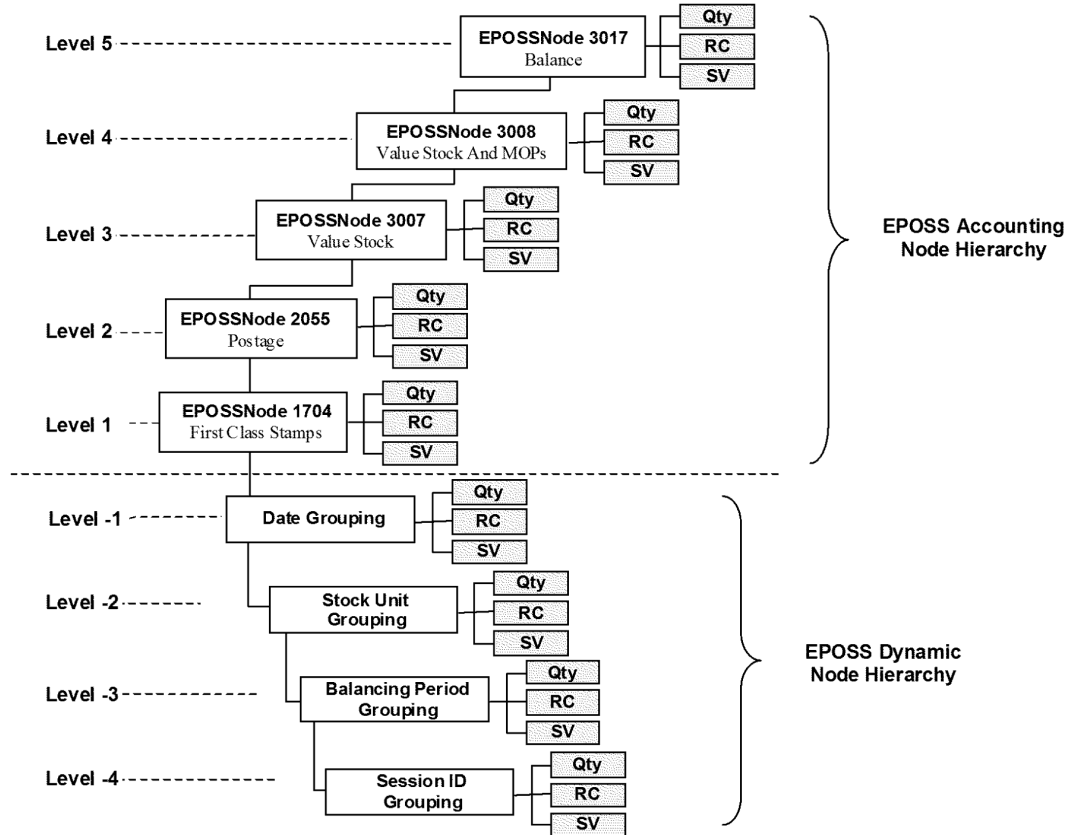 Level 5
EPOSSNode 3017
Balance
Qty
RC
SV
Level 4
EPOSSNode 3008
Value Stock And MOPs
Qty
RC
SV
Level 3
EPOSSNode 3007
Value Stock
Qty
RC
SV
EPOSS Accounting
Node Hierarchy
Level 2
EPOSSNode 2055
Postage
Qty
RC
SV
Level 1
EPOSSNode 1704
First Class Stamps
Qty
RC
SV
Level -1
Date Grouping
Qty
RC
SV
Level -2
Stock Unit
Grouping
Qty
RC
SV
EPOSS Dynamic
Node Hierarchy
Level -3
Balancing Period
Grouping
Qty
RC
SV
Level -4
Session ID
Grouping
Qty
RC
SV